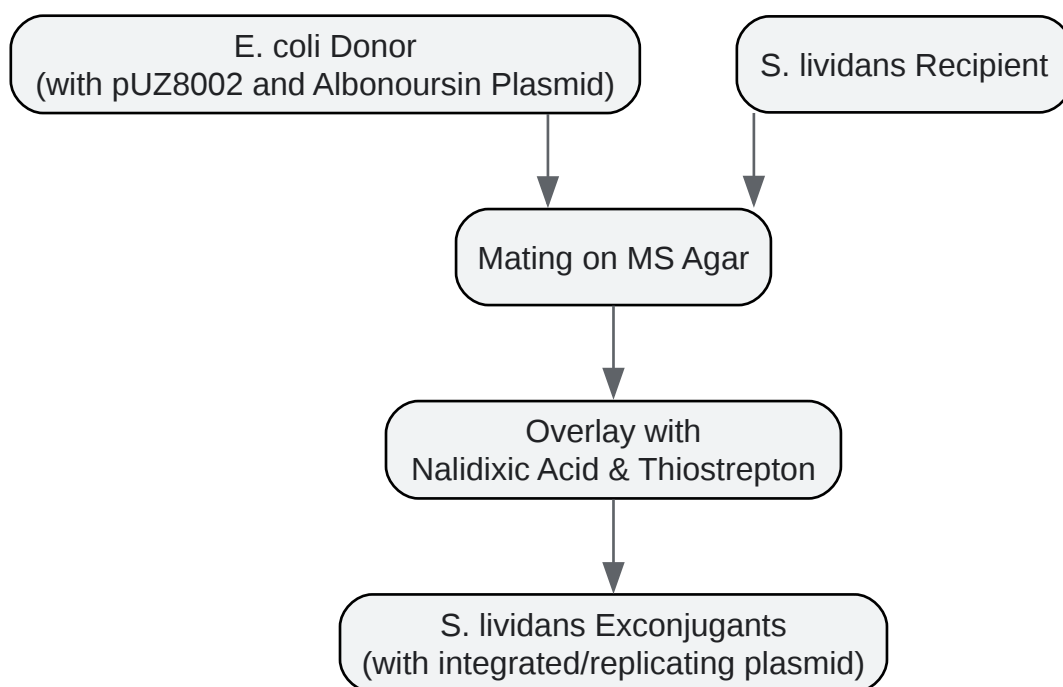 E. coli Donor
(with pUZ8002 and Albonoursin Plasmid)
S. lividans Recipient
Mating on MS Agar
Overlay with
Nalidixic Acid & Thiostrepton
S. lividans Exconjugants
(with integrated/replicating plasmid)